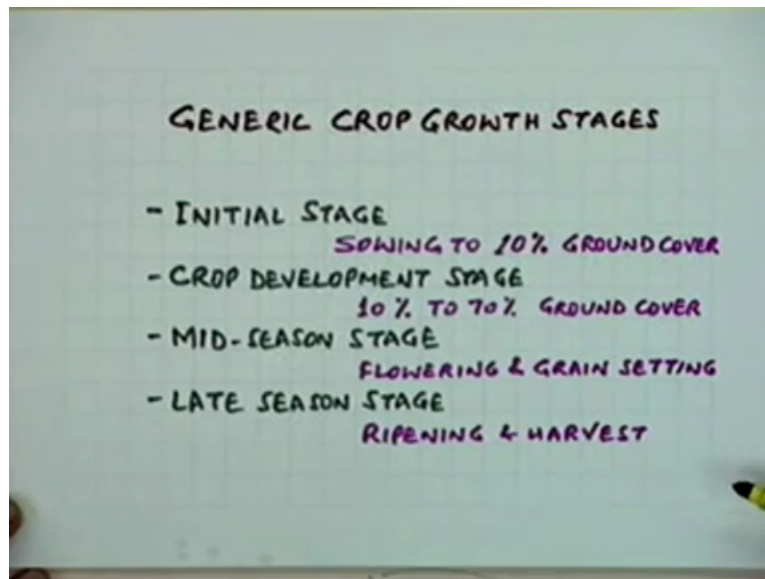 GENERIC CROP GROWTH STAGES
- INITIAL STAGE
SOWING TO 10% GROUND COVER
- CROP DEVELOPMENT STAGE
10% TO 70% GROUND COVER
- MID-SEASON STAGE
FLOWERING & GRAIN SETTING
- LATE SEASON STAGE
RIPENING & HARVEST